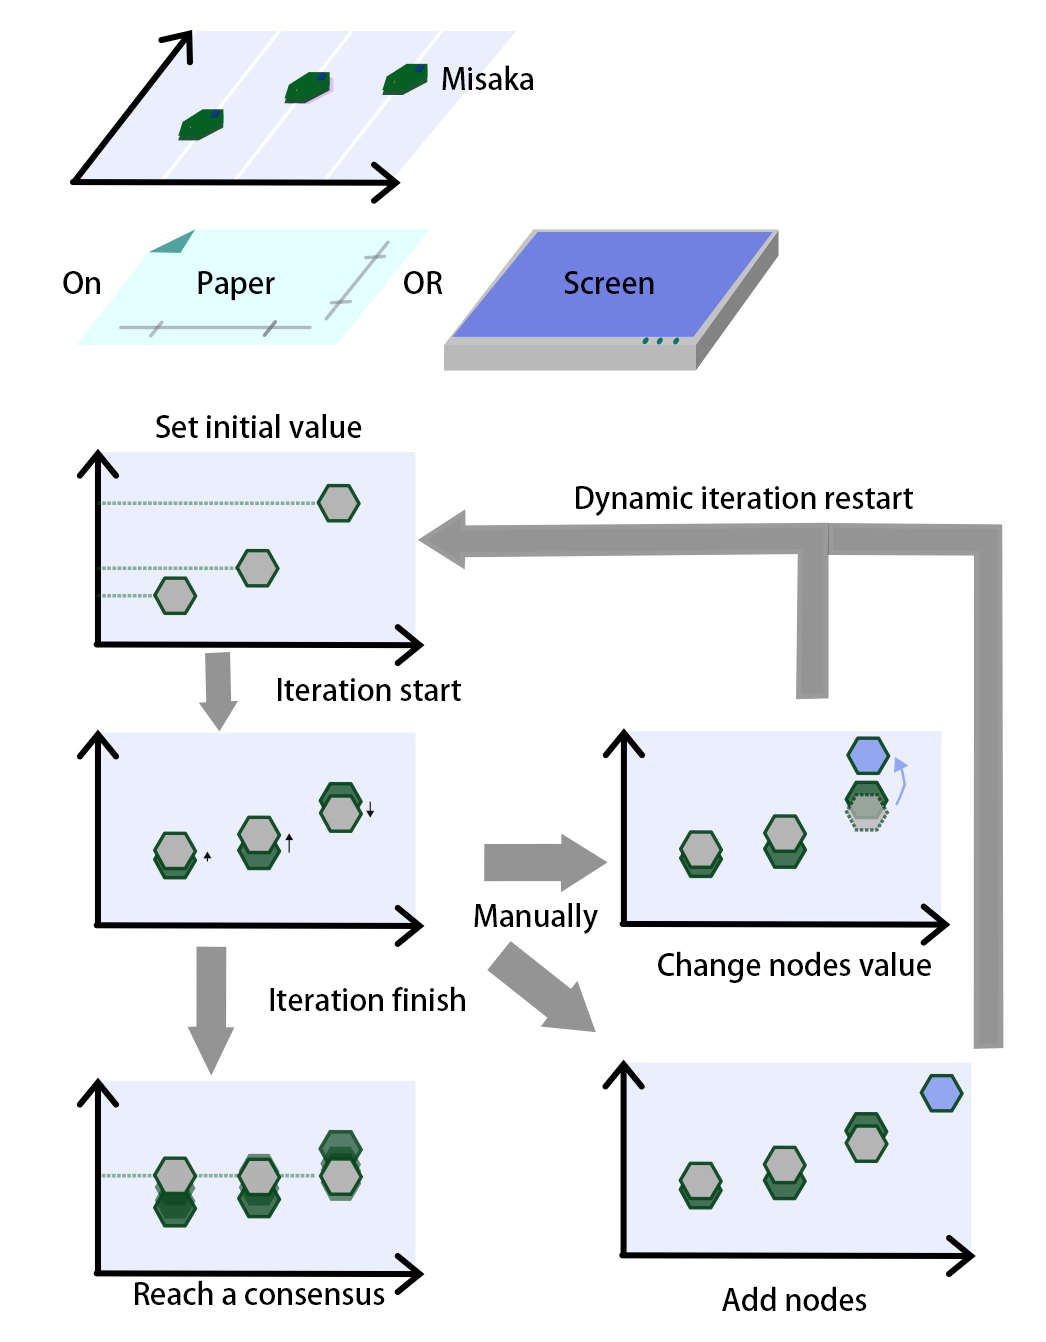 Misaka
On
Paper
OR
Screen
Set initial value
Dynamic iteration restart
Iteration start
Manually
Change nodes value
Iteration finish
Reach a consensus
Add nodes